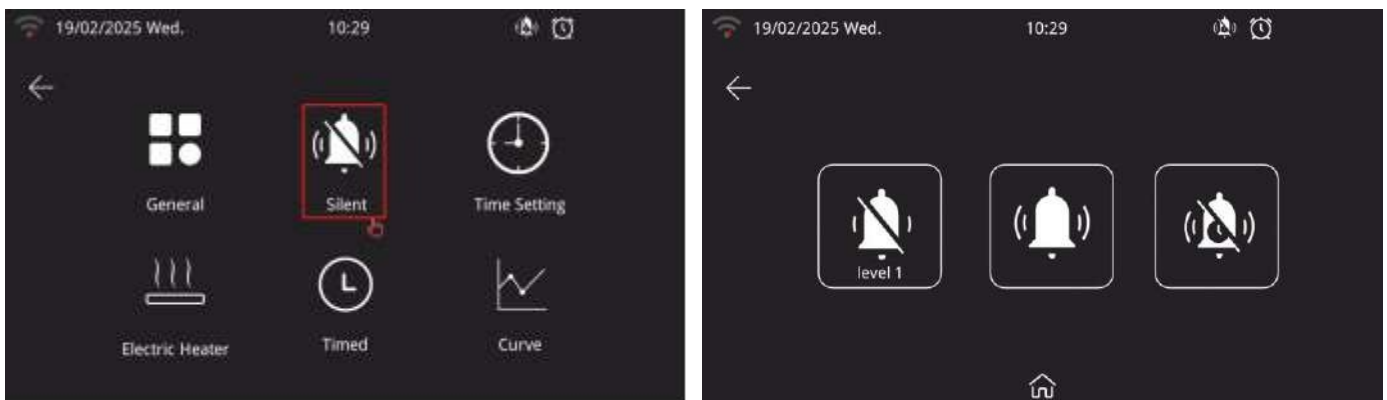 19/02/2025 Wed. 10:29
General Silent Time Setting
Electric Heater Timed Curve
19/02/2025 Wed. 10:29
level 1